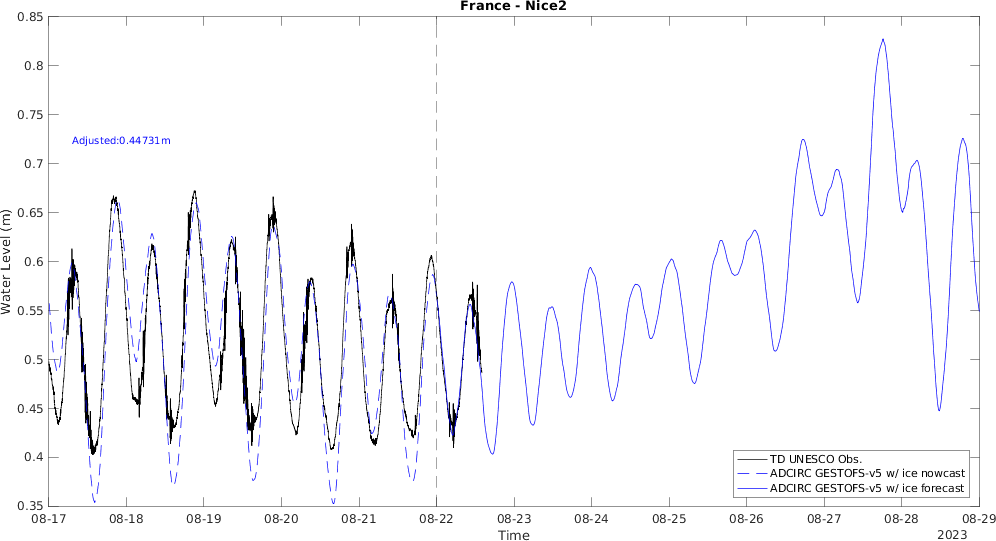 France - Nice2
0.85
0.8
0.75
0.7
0.65
0.6
0.55
0.5
0.45
0.4
0.35
Water Level (m)
Adjusted:0.44731m
TD UNESCO Obs.
ADCIRC GESTOFS-v5 w/ ice nowcast
ADCIRC GESTOFS-v5 w/ ice forecast
08-17 08-18 08-19 08-20 08-21 08-22 08-23 08-24 08-25 08-26 08-27 08-28 08-29
Time
2023